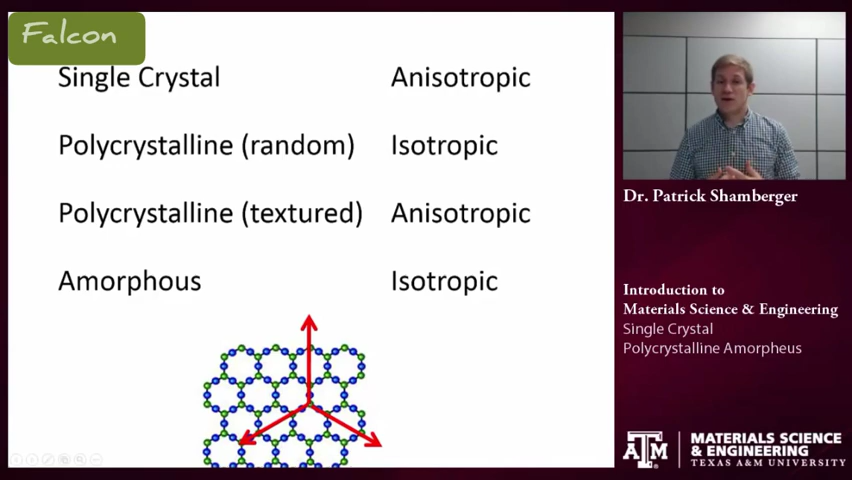 Falcon
Single Crystal Anisotropic
Polycrystalline (random) Isotropic
Polycrystalline (textured) Anisotropic
Amorphous Isotropic
Dr. Patrick Shamberger
Introduction to
Materials Science & Engineering
Single Crystal
Polycrystalline Amorpheus
ATM
MATERIALS SCIENCE
& ENGINEERING
TEXAS A&M UNIVERSITY